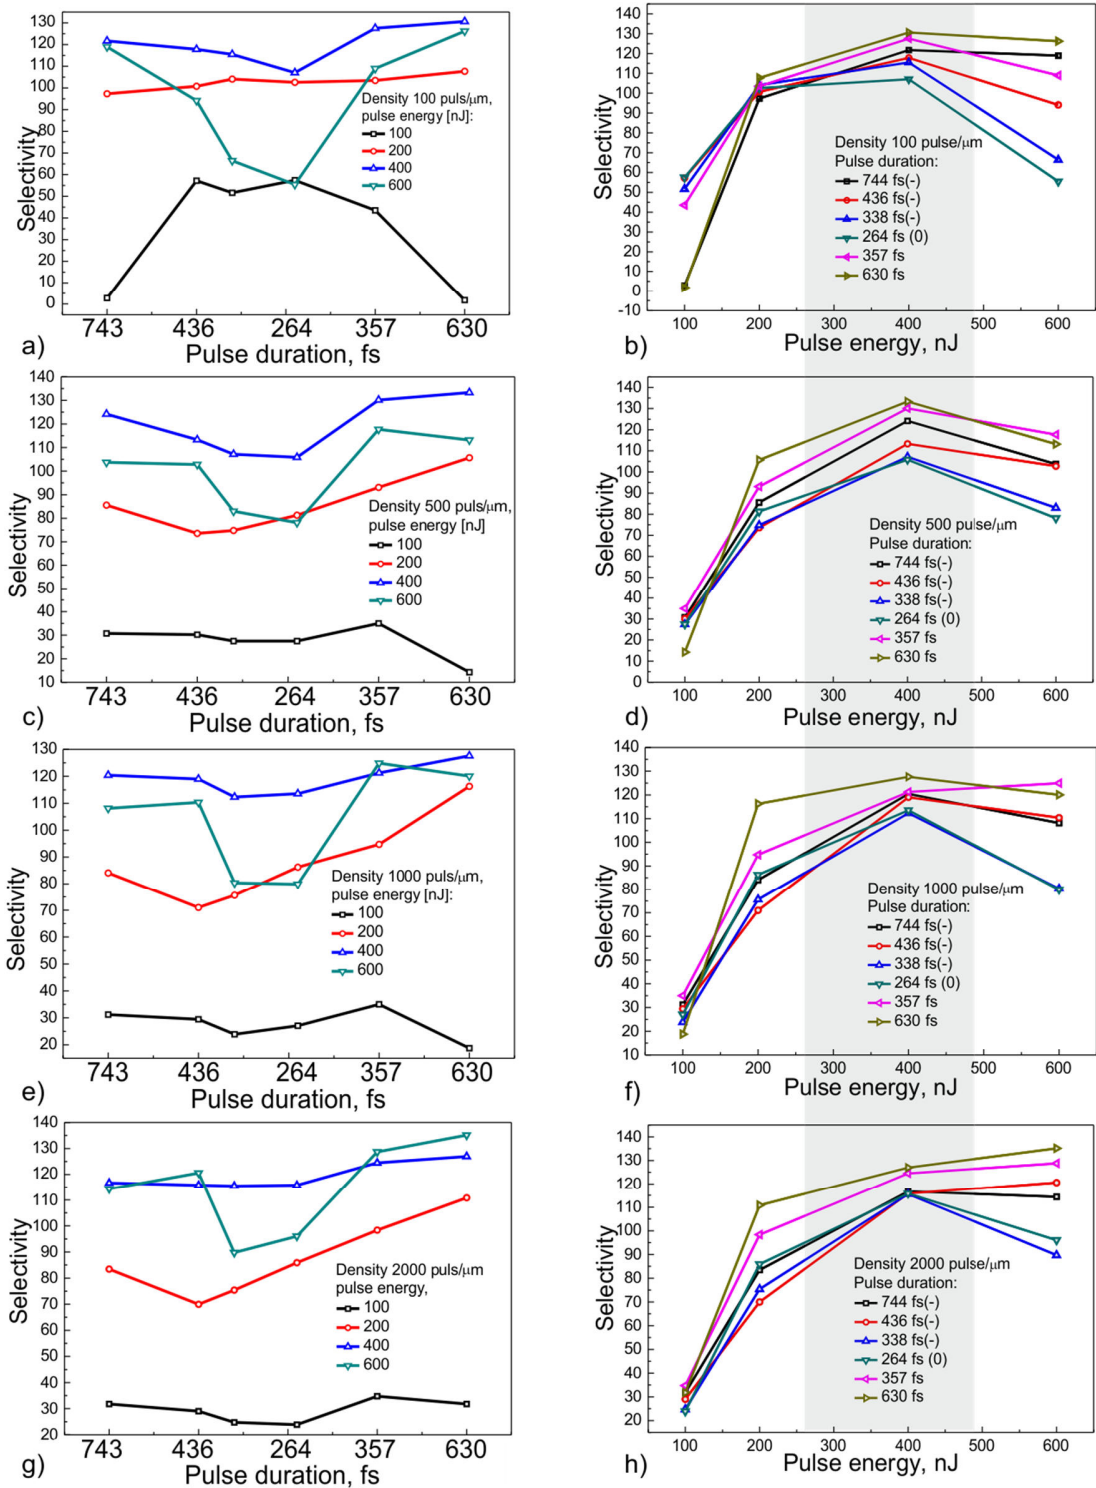 130
120
110
100
90
80
70
60
50
40
30
20
10
0
Selectivity
Density 100 puls/μm,
pulse energy [nJ]:
100
200
400
600
743 436 264 357 630
Pulse duration, fs
a)
130
120
110
100
90
80
70
60
50
40
30
20
10
0
-10
Selectivity
Density 100 pulse/μm
Pulse duration:
744 fs(-)
436 fs(-)
338 fs(-)
264 fs (0)
357 fs
630 fs
100 200 300 400 500 600
Pulse energy, nJ
b)
140
130
120
110
100
90
80
70
60
50
40
30
20
10
Selectivity
Density 500 puls/μm,
pulse energy [nJ]
100
200
400
600
743 436 264 357 630
Pulse duration, fs
c)
140
130
120
110
100
90
80
70
60
50
40
30
20
10
0
Selectivity
Density 500 pulse/μm
Pulse duration:
744 fs(-)
436 fs(-)
338 fs(-)
264 fs (0)
357 fs
630 fs
100 200 300 400 500 600
Pulse energy, nJ
d)
130
120
110
100
90
80
70
60
50
40
30
20
Selectivity
Density 1000 puls/μm,
pulse energy [nJ]:
100
200
400
600
743 436 264 357 630
Pulse duration, fs
e)
140
130
120
110
100
90
80
70
60
50
40
30
20
10
Selectivity
Density 1000 pulse/μm
Pulse duration:
744 fs(-)
436 fs(-)
338 fs(-)
264 fs (0)
357 fs
630 fs
100 200 300 400 500 600
Pulse energy, nJ
f)
140
130
120
110
100
90
80
70
60
50
40
30
20
Selectivity
Density 2000 puls/μm
pulse energy,
100
200
400
600
743 436 264 357 630
Pulse duration, fs
g)
140
130
120
110
100
90
80
70
60
50
40
30
20
Selectivity
Density 2000 pulse/μm
Pulse duration:
744 fs(-)
436 fs(-)
338 fs(-)
264 fs (0)
357 fs
630 fs
100 200 300 400 500 600
Pulse energy, nJ
h)